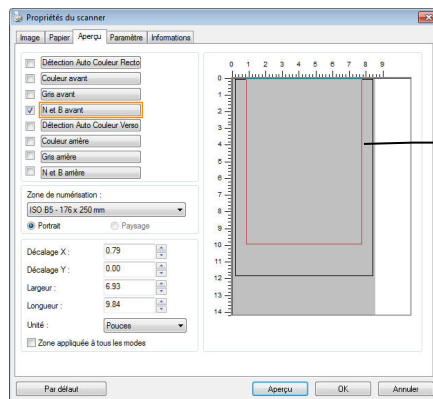 Propriétés du scanner
Image Papier Aperçu Paramètre Informations
Détection Auto Couleur Recto
Couleur avant
Gris avant
N et B avant
Détection Auto Couleur Verso
Couleur arrière
Gris arrière
N et B arrière
Zone de numérisation :
ISO B5 - 176 x 250 mm
Portrait Paysage
Décalage X : 0.79
Décalage Y : 0.00
Largeur : 6.93
Longueur : 9.84
Unité : Pouces
Zone appliquée à tous les modes
0 1 2 3 4 5 6 7 8 9
0
1
2
3
4
5
6
7
8
9
10
11
12
13
14
Par défaut Aperçu OK Annuler